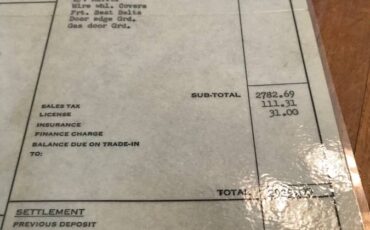 Wire whl. Covers
Frt. Seat Belts
Door edge Grd.
Gas door Grd.
SUB-TOTAL 2782.69
SALES TAX 111.31
LICENSE 31.00
INSURANCE
FINANCE CHARGE
BALANCE DUE ON TRADE-IN
TO:
TOTAL
SETTLEMENT
PREVIOUS DEPOSIT